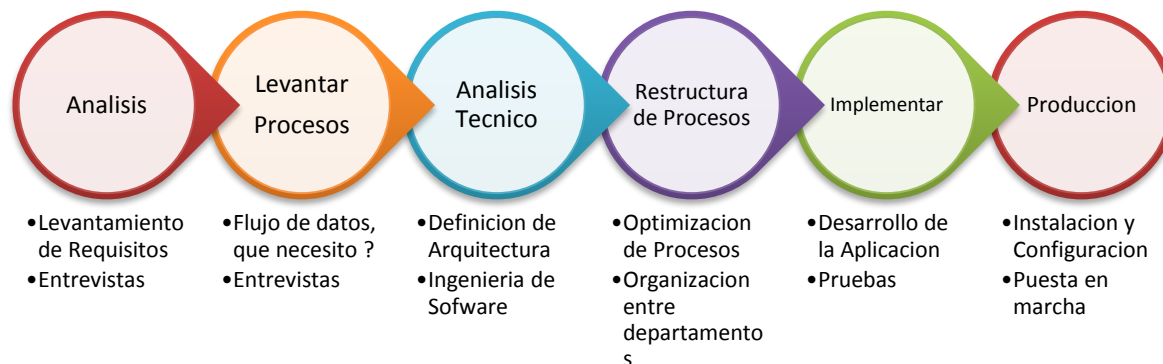 Analisis
Levantar
Procesos
Analisis
Tecnico
Restructura
de Procesos
Implementar
Produccion
•Levantamiento
de Requisitos
•Entrevistas
•Flujo de datos,
que necesito ?
•Entrevistas
•Definicion de
Arquitectura
•Ingenieria de
Sofware
•Optimizacion
de Procesos
•Organizacion
entre
departamento
s
•Desarrollo de
la Aplicacion
•Pruebas
•Instalacion y
Configuracion
•Puesta en
marcha